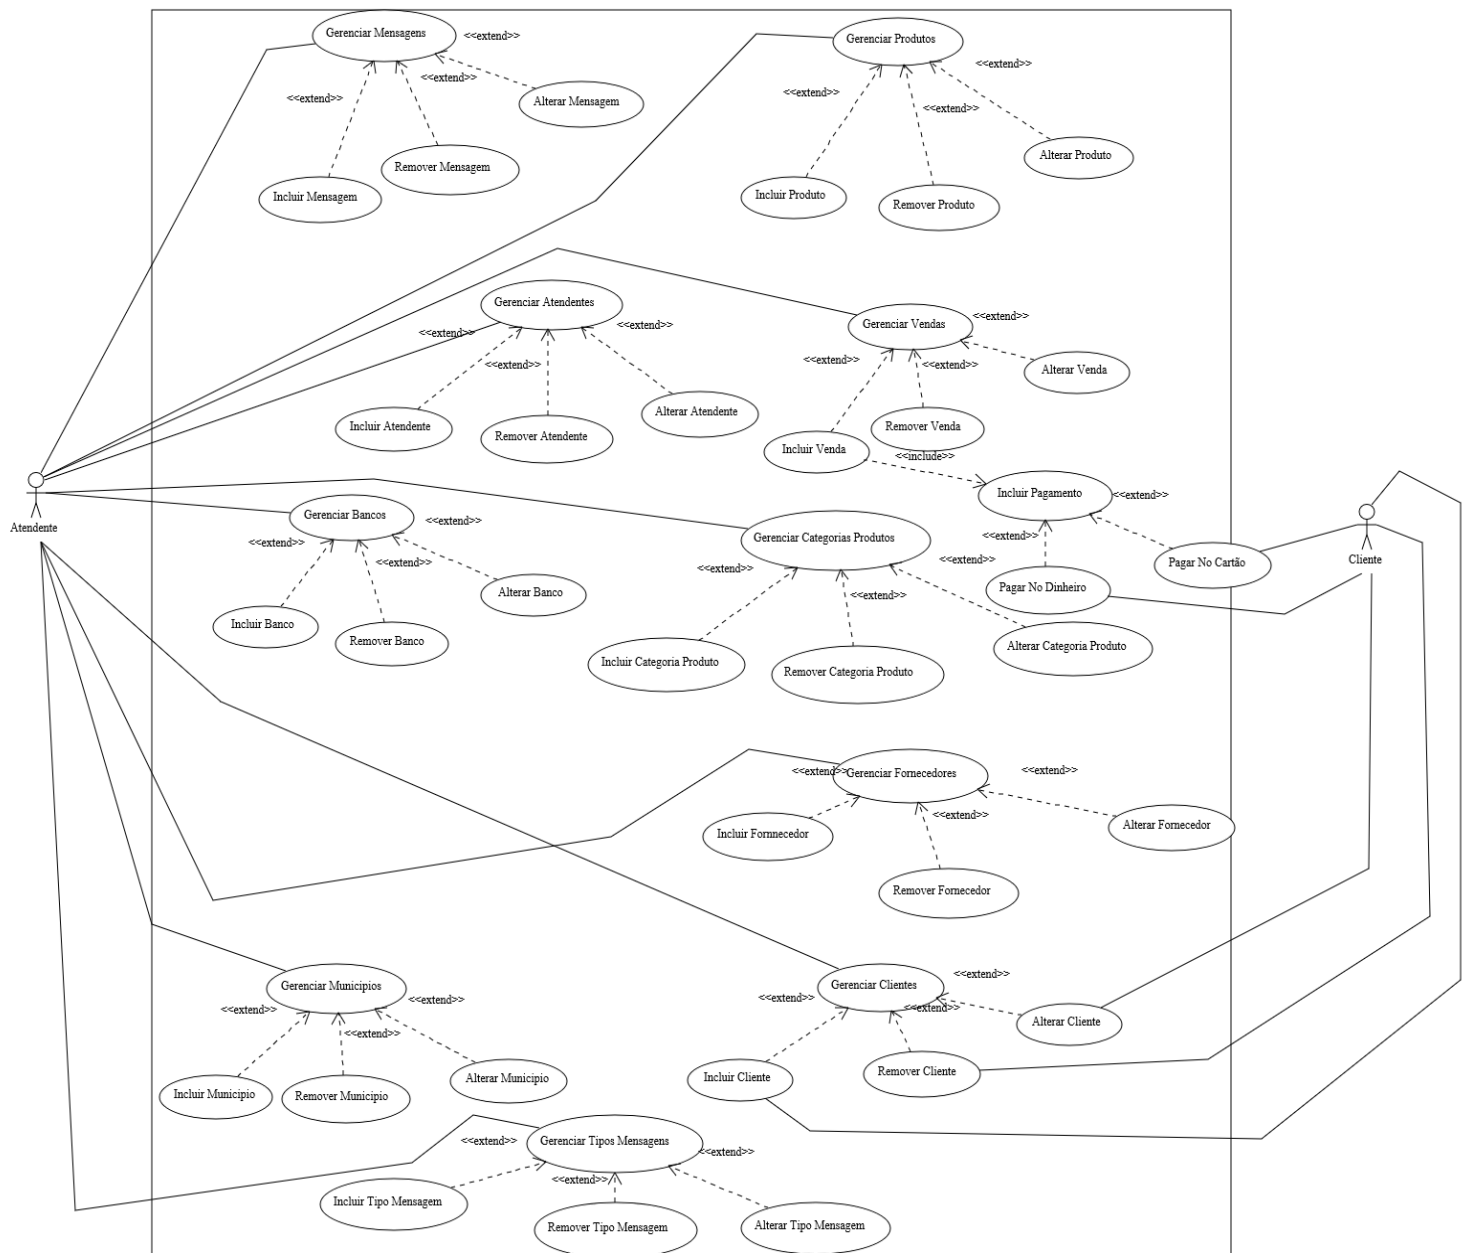 Gerenciar Mensagens
<<extend>>
<<extend>>
<<extend>>
Alterar Mensagem
Remover Mensagem
Incluir Mensagem
Gerenciar Produtos
<<extend>>
<<extend>>
<<extend>>
Alterar Produto
Incluir Produto
Remover Produto
Gerenciar Atendentes
<<extend>>
<<extend>>
<<extend>>
Incluir Atendente
Remover Atendente
Alterar Atendente
Gerenciar Vendas
<<extend>>
<<extend>>
<<extend>>
Alterar Venda
Remover Venda
Incluir Venda
<<include>>
Incluir Pagamento
<<extend>>
<<extend>>
Pagar No Cartão
Pagar No Dinheiro
Cliente
Atendente
Gerenciar Bancos
<<extend>>
<<extend>>
<<extend>>
Alterar Banco
Incluir Banco
Remover Banco
Gerenciar Categorias Produtos
<<extend>>
<<extend>>
<<extend>>
Incluir Categoria Produto
Remover Categoria Produto
Alterar Categoria Produto
<<extend>>
Gerenciar Fornecedores
<<extend>>
<<extend>>
Incluir Fornnecedor
Alterar Fornecedor
Remover Fornecedor
Gerenciar Municipios
<<extend>>
<<extend>>
<<extend>>
Incluir Municipio
Remover Municipio
Alterar Municipio
Gerenciar Clientes
<<extend>>
<<extend>>
<<extend>>
Alterar Cliente
Incluir Cliente
Remover Cliente
Gerenciar Tipos Mensagens
<<extend>>
<<extend>>
<<extend>>
Incluir Tipo Mensagem
Remover Tipo Mensagem
Alterar Tipo Mensagem